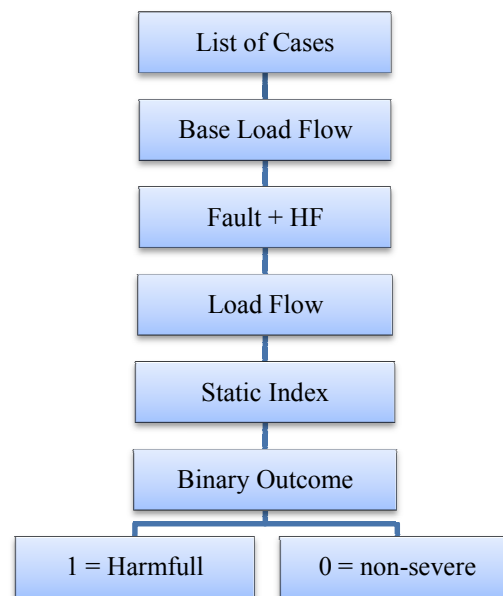 List of Cases
Base Load Flow
Fault + HF
Load Flow
Static Index
Binary Outcome
1 = Harmfull
0 = non-severe